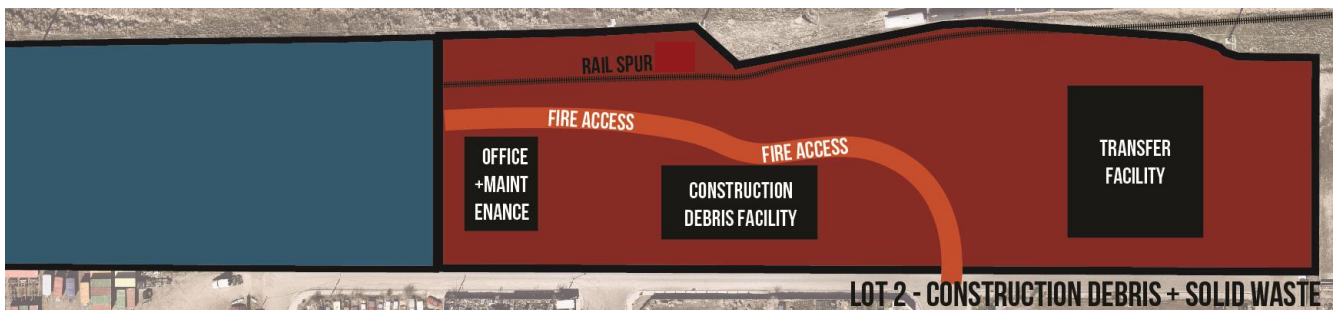 RAIL SPUR
FIRE ACCESS
FIRE ACCESS
OFFICE
+MAINT
ENANCE
CONSTRUCTION
DEBRIS FACILITY
TRANSFER
FACILITY
LOT 2 - CONSTRUCTION DEBRIS + SOLID WASTE